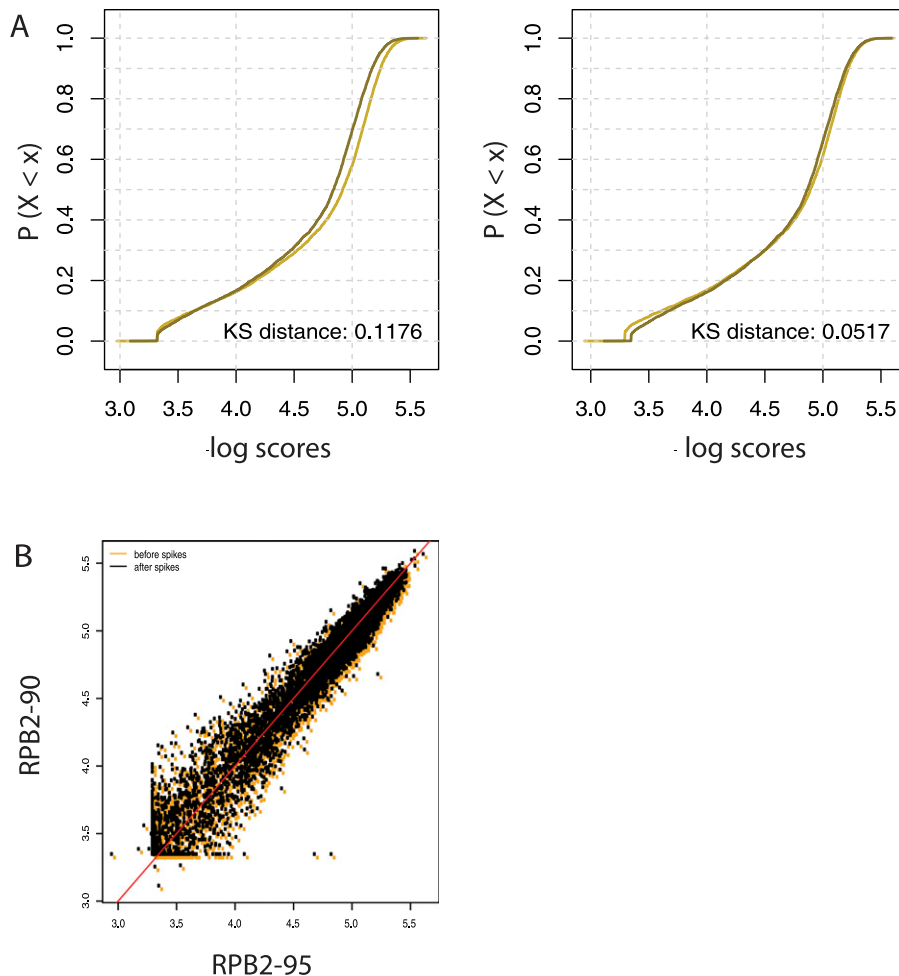 A
P (X < x)
0.0 0.2 0.4 0.6 0.8 1.0
KS distance: 0.1176
3.0 3.5 4.0 4.5 5.0 5.5
-log scores
P (X < x)
0.0 0.2 0.4 0.6 0.8 1.0
KS distance: 0.0517
3.0 3.5 4.0 4.5 5.0 5.5
- log scores
B
before spikes
after spikes
RPB2-90
3.0 3.5 4.0 4.5 5.0 5.5
3.0 3.5 4.0 4.5 5.0 5.5
RPB2-95